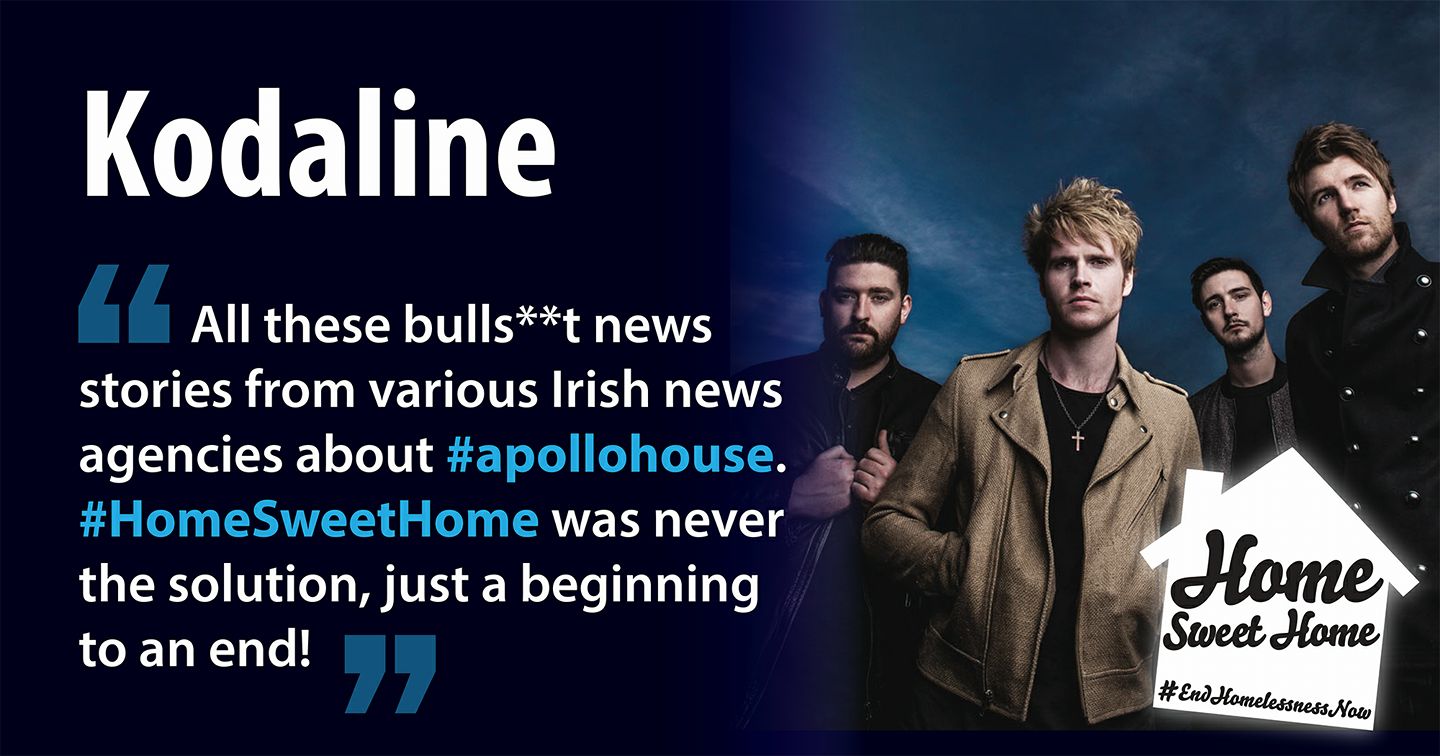 Kodaline
“ All these bulls**t news
stories from various Irish news
agencies about #apollohouse.
#HomeSweetHome was never
the solution, just a beginning
to an end! ”
Home
Sweet Home
#EndHomelessnessNow